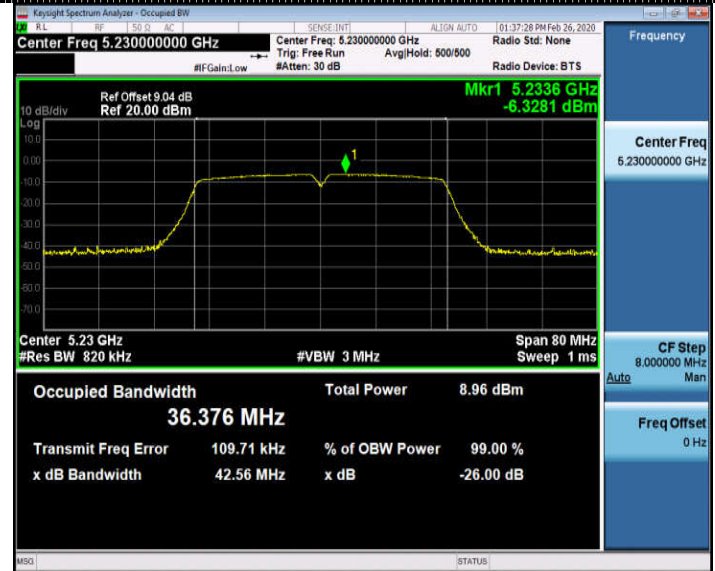 Keysight Spectrum Analyzer - Occupied BW
RL RF 50 Ω AC SENSE:INT ALIGN AUTO 01:37:28 PM Feb 26, 2020
Center Freq 5.230000000 GHz
Center Freq: 5.230000000 GHz
Radio Std: None
Trig: Free Run Avg|Hold: 500/500
#IFGain:Low
#Atten: 30 dB
Radio Device: BTS
Frequency
Ref Offset 9.04 dB
10 dB/div Ref 20.00 dBm
Mkr1 5.2336 GHz
-6.3281 dBm
Log
10.0
0.00
-10.0
-20.0
-30.0
-40.0
-50.0
-60.0
-70.0
1
Center Freq
5.230000000 GHz
Center 5.23 GHz
Span 80 MHz
#Res BW 820 kHz
#VBW 3 MHz
Sweep 1 ms
CF Step
8.000000 MHz
Auto Man
Occupied Bandwidth
36.376 MHz
Total Power 8.96 dBm
Transmit Freq Error 109.71 kHz
% of OBW Power 99.00 %
x dB Bandwidth 42.56 MHz
x dB -26.00 dB
Freq Offset
0 Hz
MSG
STATUS